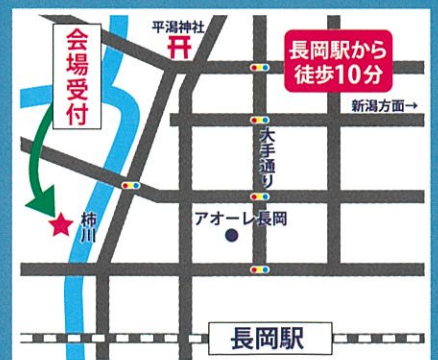 平潟神社
会場受付
長岡駅から
徒歩10分
新潟方面→
大手通り
柿川
アオーレ長岡
長岡駅